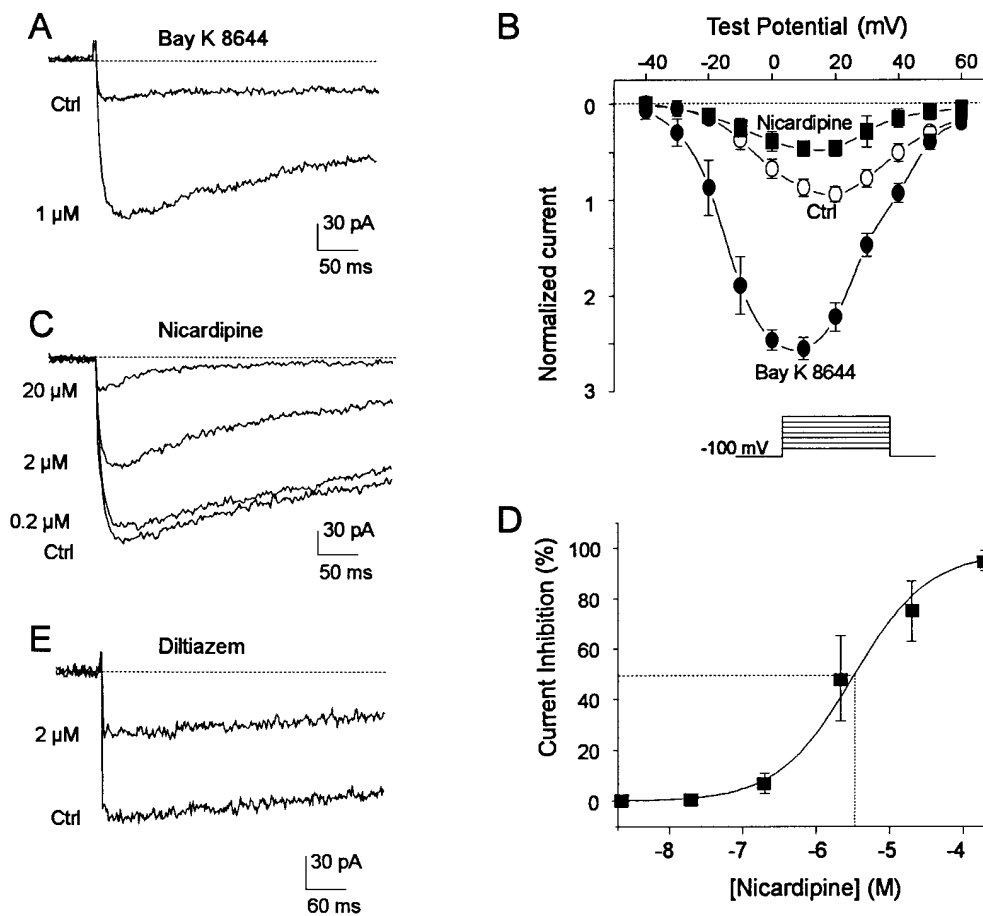 A
Bay K 8644
Ctrl
1 µM
30 pA
50 ms
B
Test Potential (mV)
-40 -20 0 20 40 60
0
1
2
3
Normalized current
Nicardipine
Ctrl
Bay K 8644
-100 mV
C
Nicardipine
20 µM
2 µM
0.2 µM
Ctrl
30 pA
50 ms
D
Current Inhibition (%)
100
80
60
40
20
0
-8 -7 -6 -5 -4
[Nicardipine] (M)
E
Diltiazem
2 µM
Ctrl
30 pA
60 ms